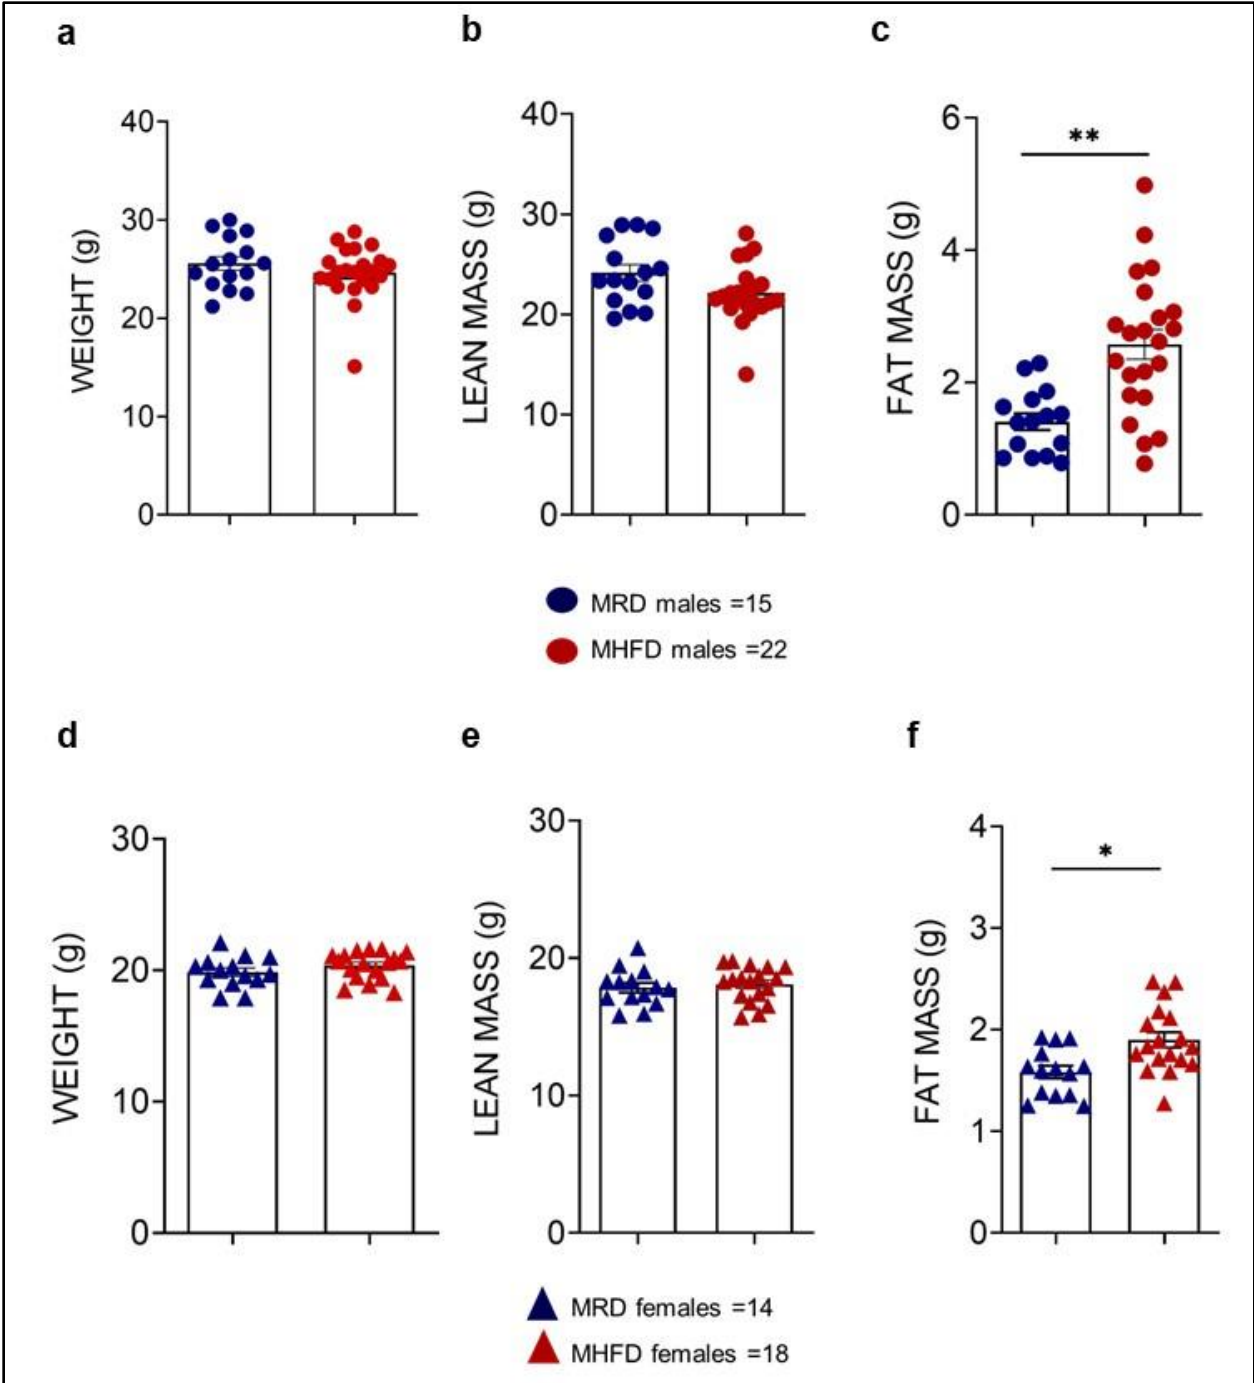 a
b
c
WEIGHT (g)
40
30
20
10
0
LEAN MASS (g)
40
30
20
10
0
FAT MASS (g)
6
4
2
0
**
MRD males =15
MHFD males =22
d
e
f
WEIGHT (g)
30
20
10
0
LEAN MASS (g)
30
20
10
0
FAT MASS (g)
4
3
2
1
0
*
MRD females =14
MHFD females =18